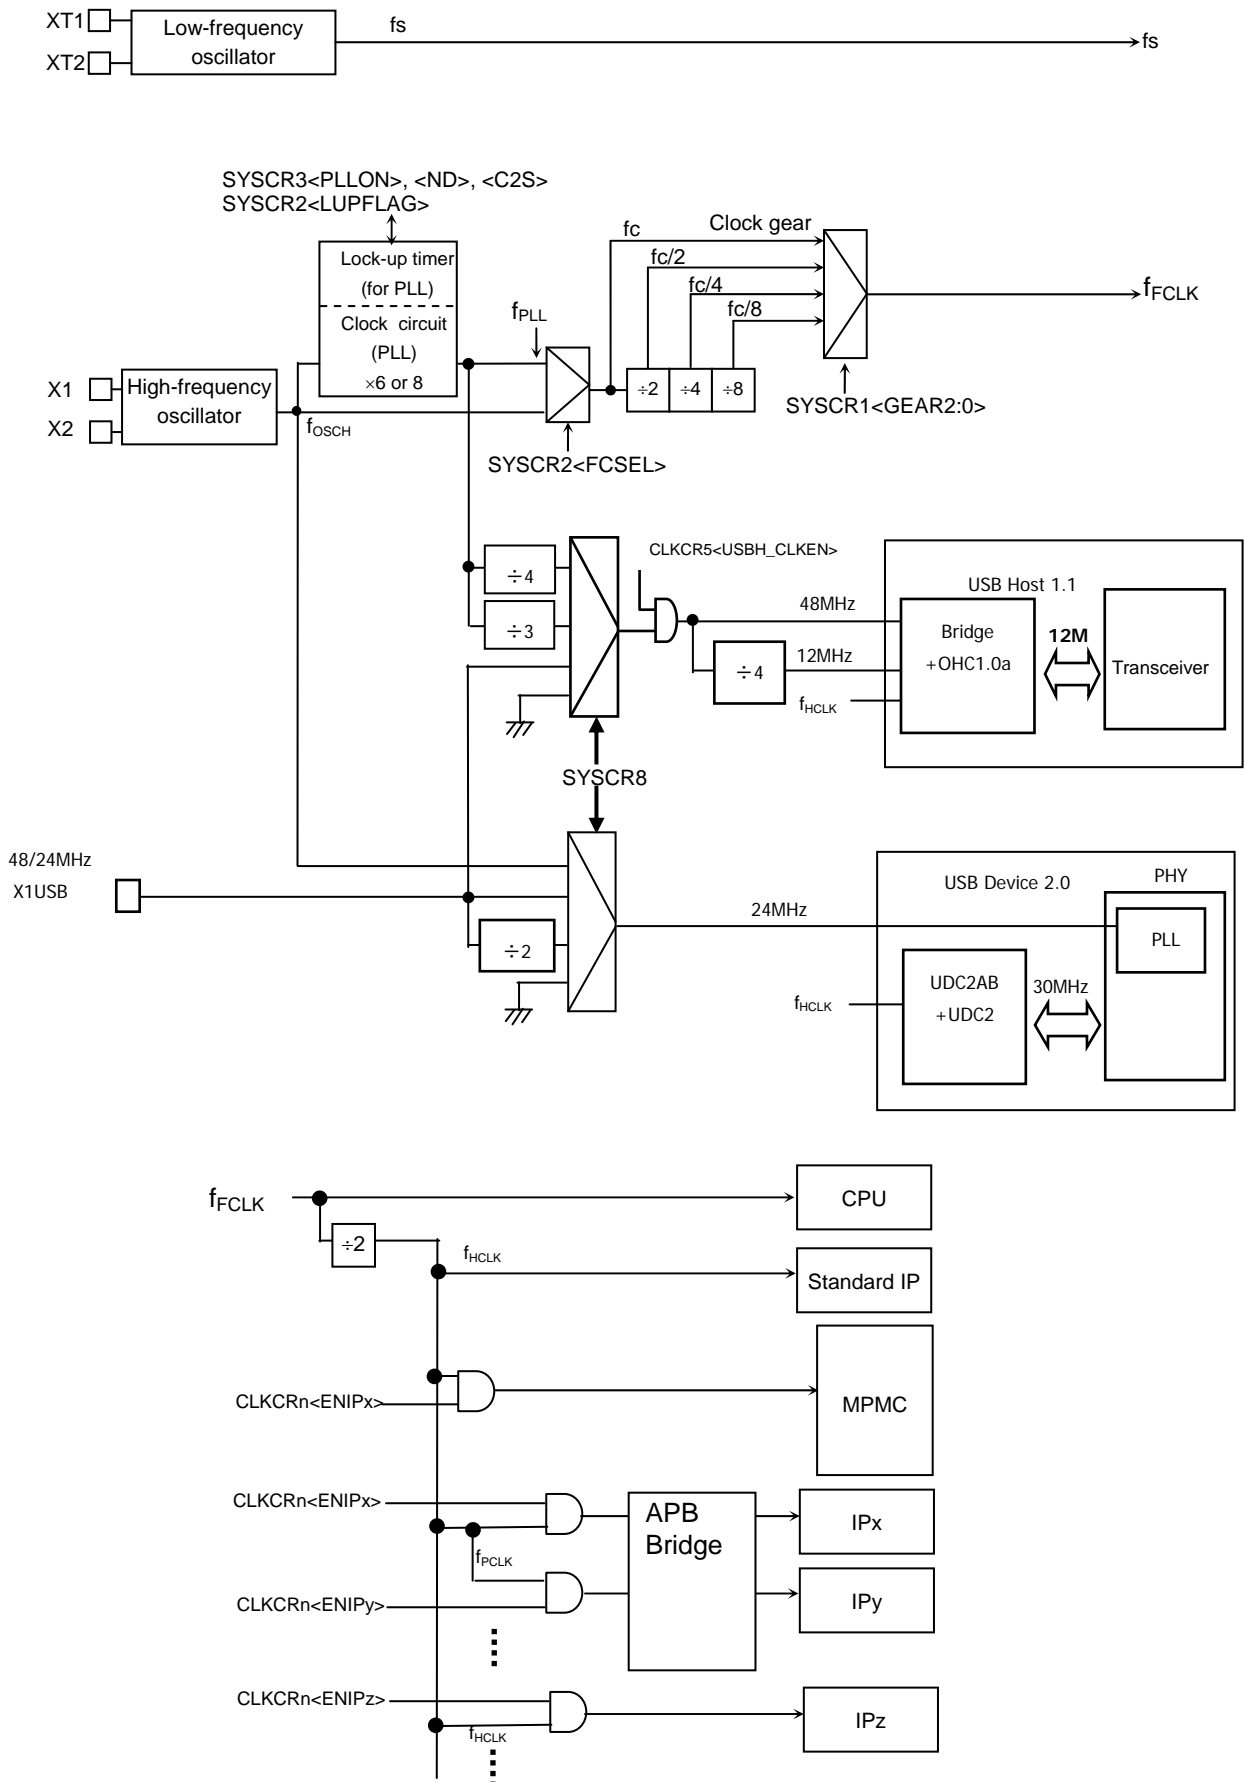 XT1
XT2
Low-frequency
oscillator
fs
fs
SYSCR3<PLLON>, <ND>, <C2S>
SYSCR2<LUPFLAG>
Lock-up timer
(for PLL)
Clock circuit
(PLL)
×6 or 8
fPLL
fc
Clock gear
fc/2
fc/4
fc/8
fFCLK
X1
X2
High-frequency
oscillator
fOSCH
÷2
÷4
÷8
SYSCR1<GEAR2:0>
SYSCR2<FCSEL>
÷4
÷3
CLKCR5<USBH_CLKEN>
48MHz
÷4
12MHz
fHCLK
USB Host 1.1
Bridge
+OHC1.0a
12M
Transceiver
SYSCR8
48/24MHz
X1USB
÷2
24MHz
fHCLK
USB Device 2.0
PHY
PLL
UDC2AB
+UDC2
30MHz
fFCLK
÷2
CPU
fHCLK
Standard IP
CLKCRn<ENIPx>
MPMC
CLKCRn<ENIPx>
fPCLK
APB
Bridge
IPx
CLKCRn<ENIPy>
IPy
CLKCRn<ENIPz>
fHCLK
IPz